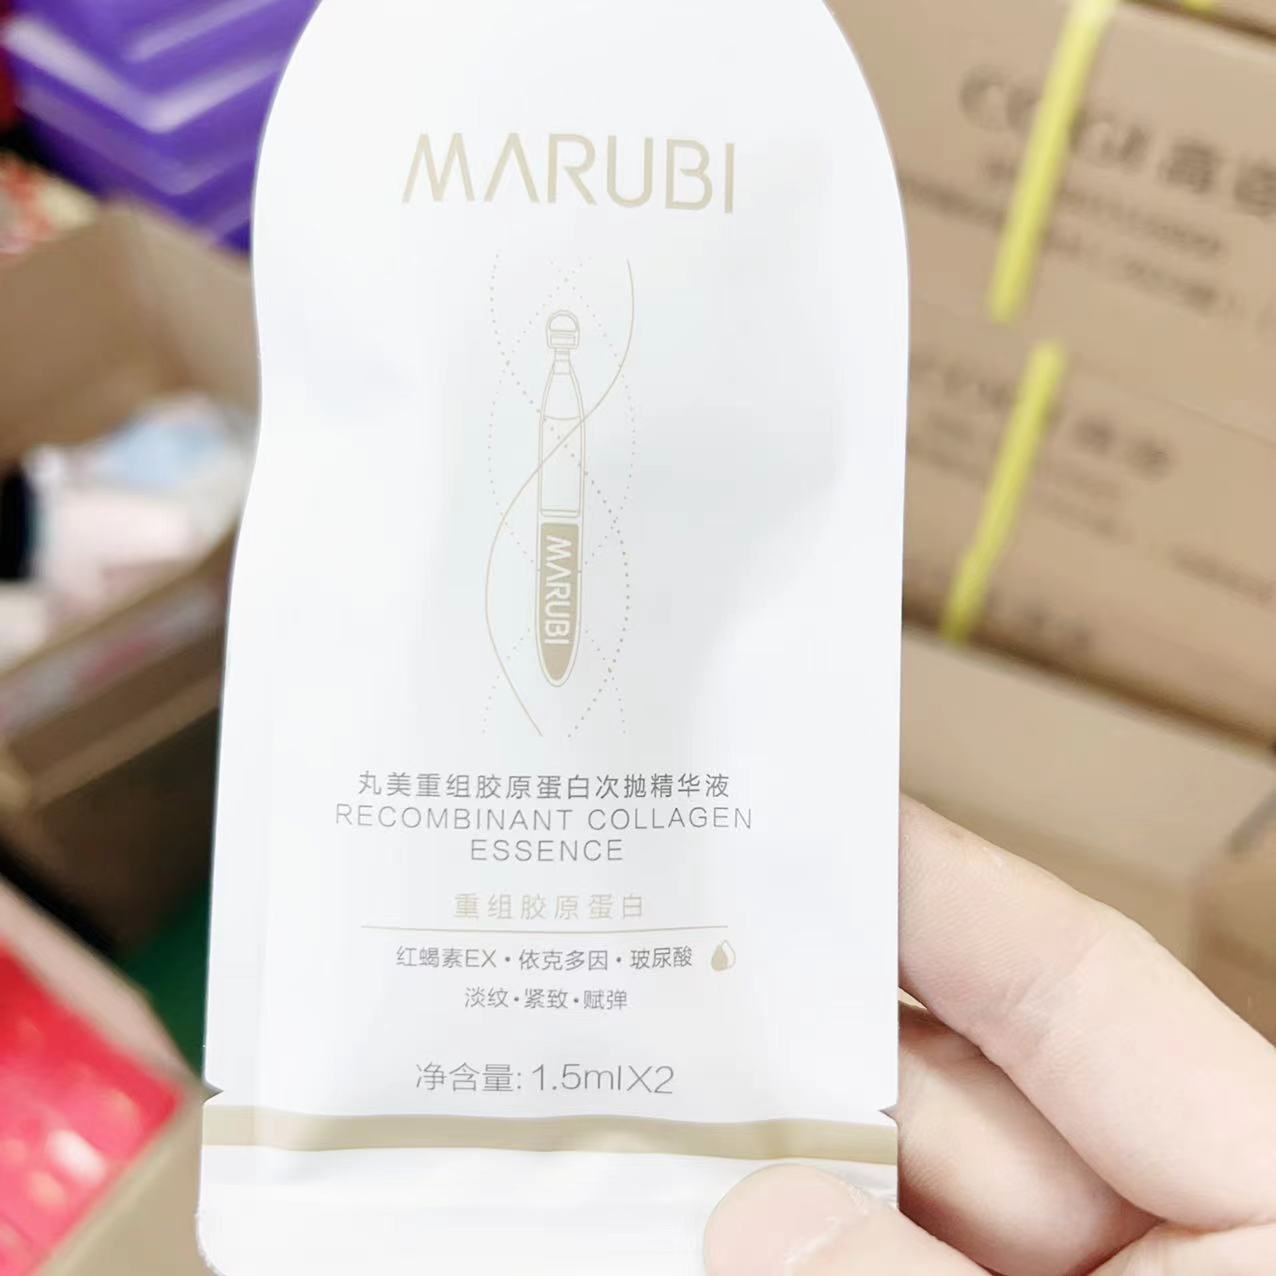 MARUBI
MARUBI
丸美重组胶原蛋白次抛精华液
RECOMBINANT COLLAGEN
ESSENCE
重组胶原蛋白
红蝎素EX·依克多因·玻尿酸
淡纹·紧致·赋弹
净含量:1.5mlX2